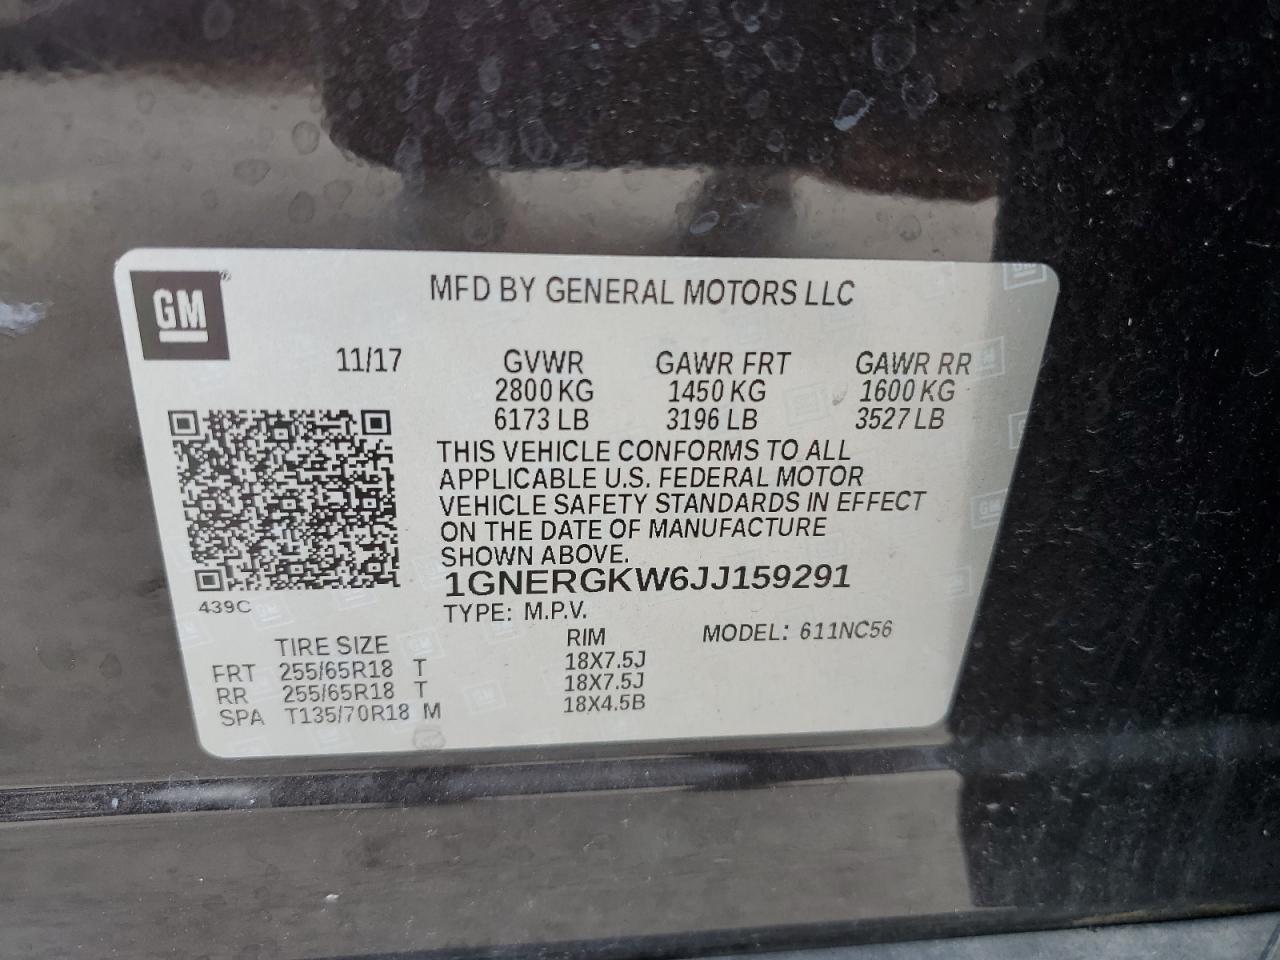 GM®
MFD BY GENERAL MOTORS LLC
11/17 GVWR GAWR FRT GAWR RR
2800 KG 1450 KG 1600 KG
6173 LB 3196 LB 3527 LB
THIS VEHICLE CONFORMS TO ALL
APPLICABLE U.S. FEDERAL MOTOR
VEHICLE SAFETY STANDARDS IN EFFECT
ON THE DATE OF MANUFACTURE
SHOWN ABOVE.
1GNERGKW6JJ159291
439C
TYPE: M.P.V.
TIRE SIZE RIM MODEL: 611NC56
FRT 255/65R18 T 18X7.5J
RR 255/65R18 T 18X7.5J
SPA T135/70R18 M 18X4.5B